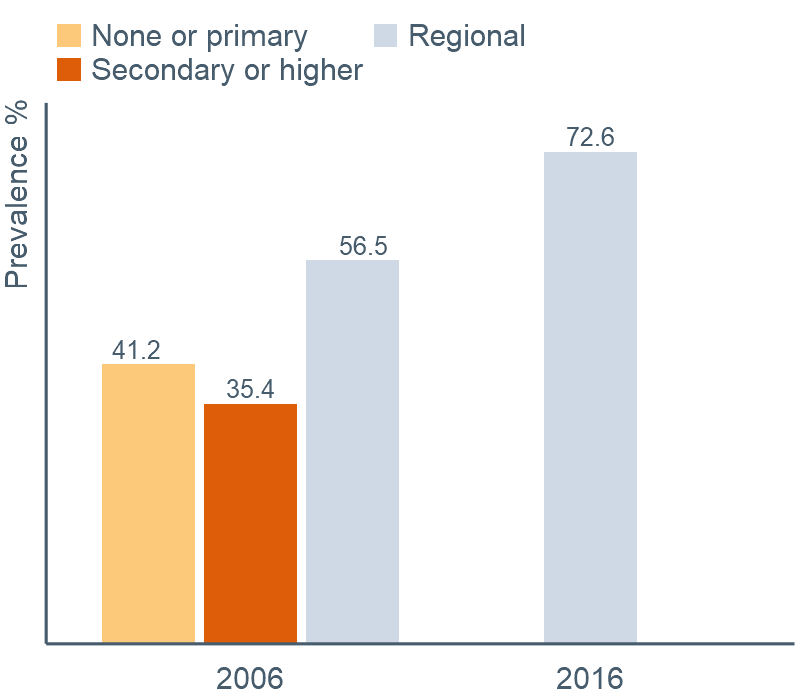 None or primary
Regional
Secondary or higher
Prevalence %
72.6
56.5
41.2
35.4
2006
2016